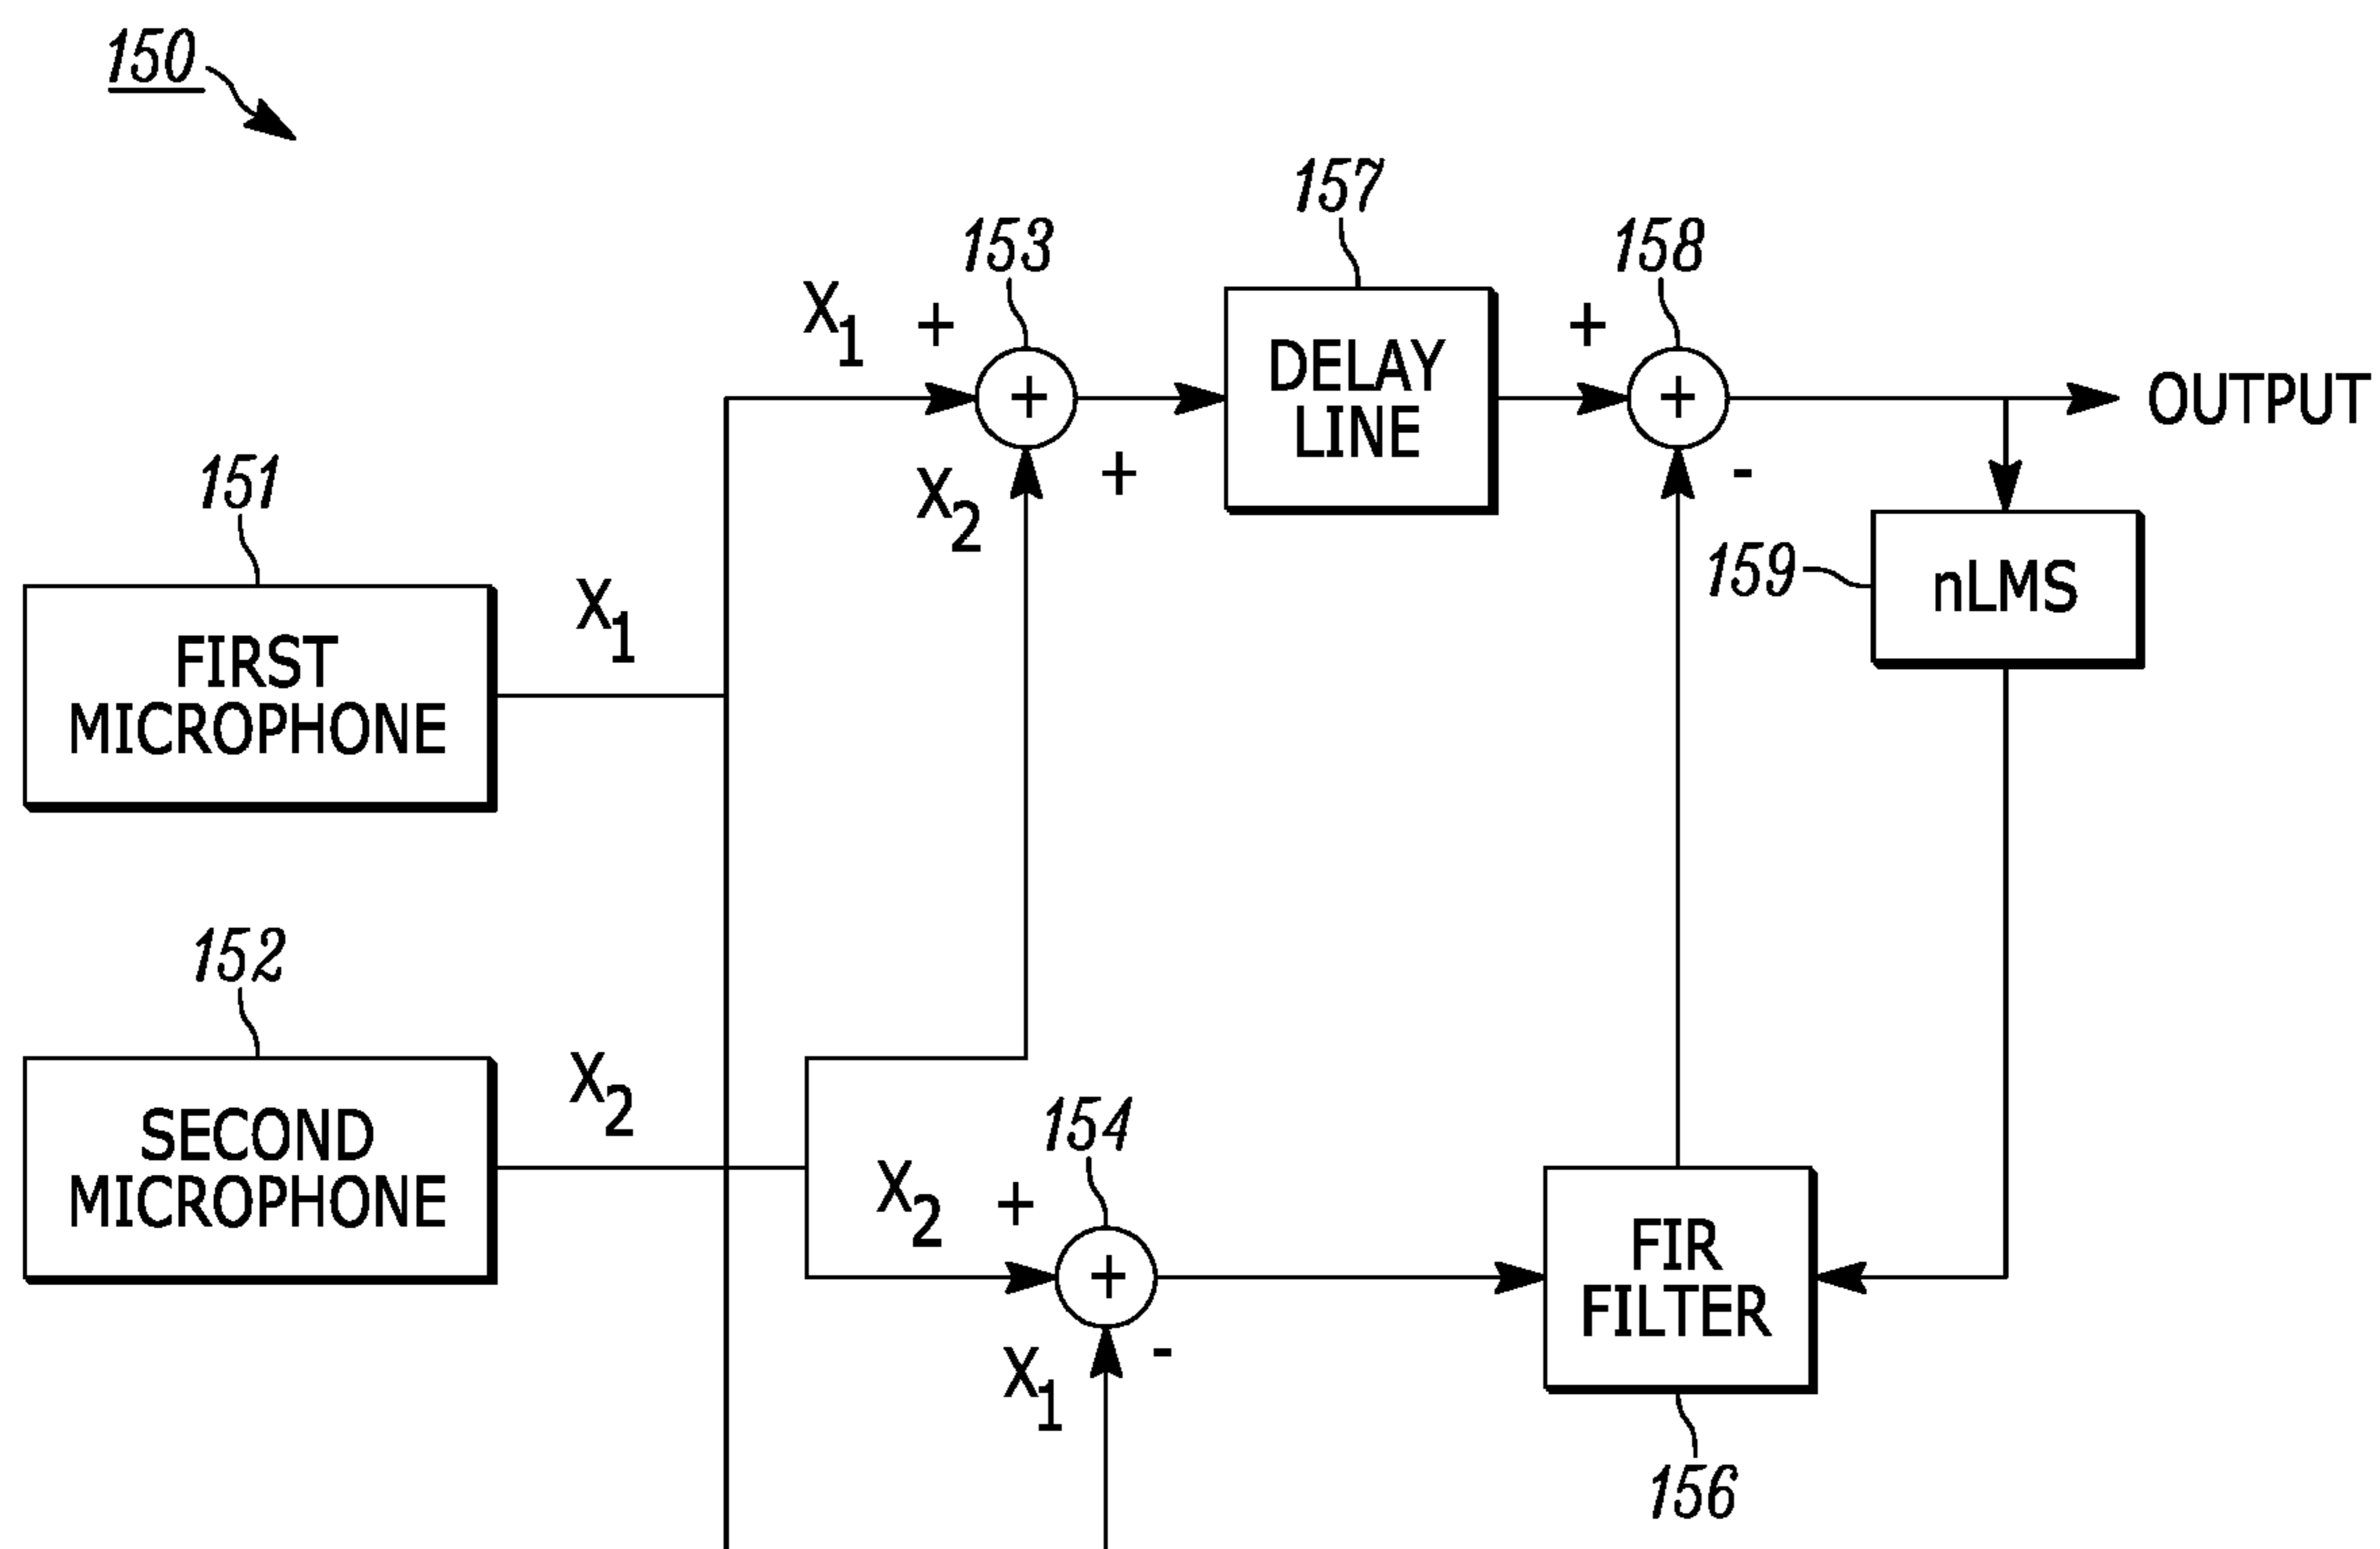 150
157
153
158
X1 +
+
DELAY
LINE
+
OUTPUT
+
X2
+
-
151
159
nLMS
X1
FIRST
MICROPHONE
152
X2
154
SECOND
MICROPHONE
X2
+
+
FIR
FILTER
X1
-
156